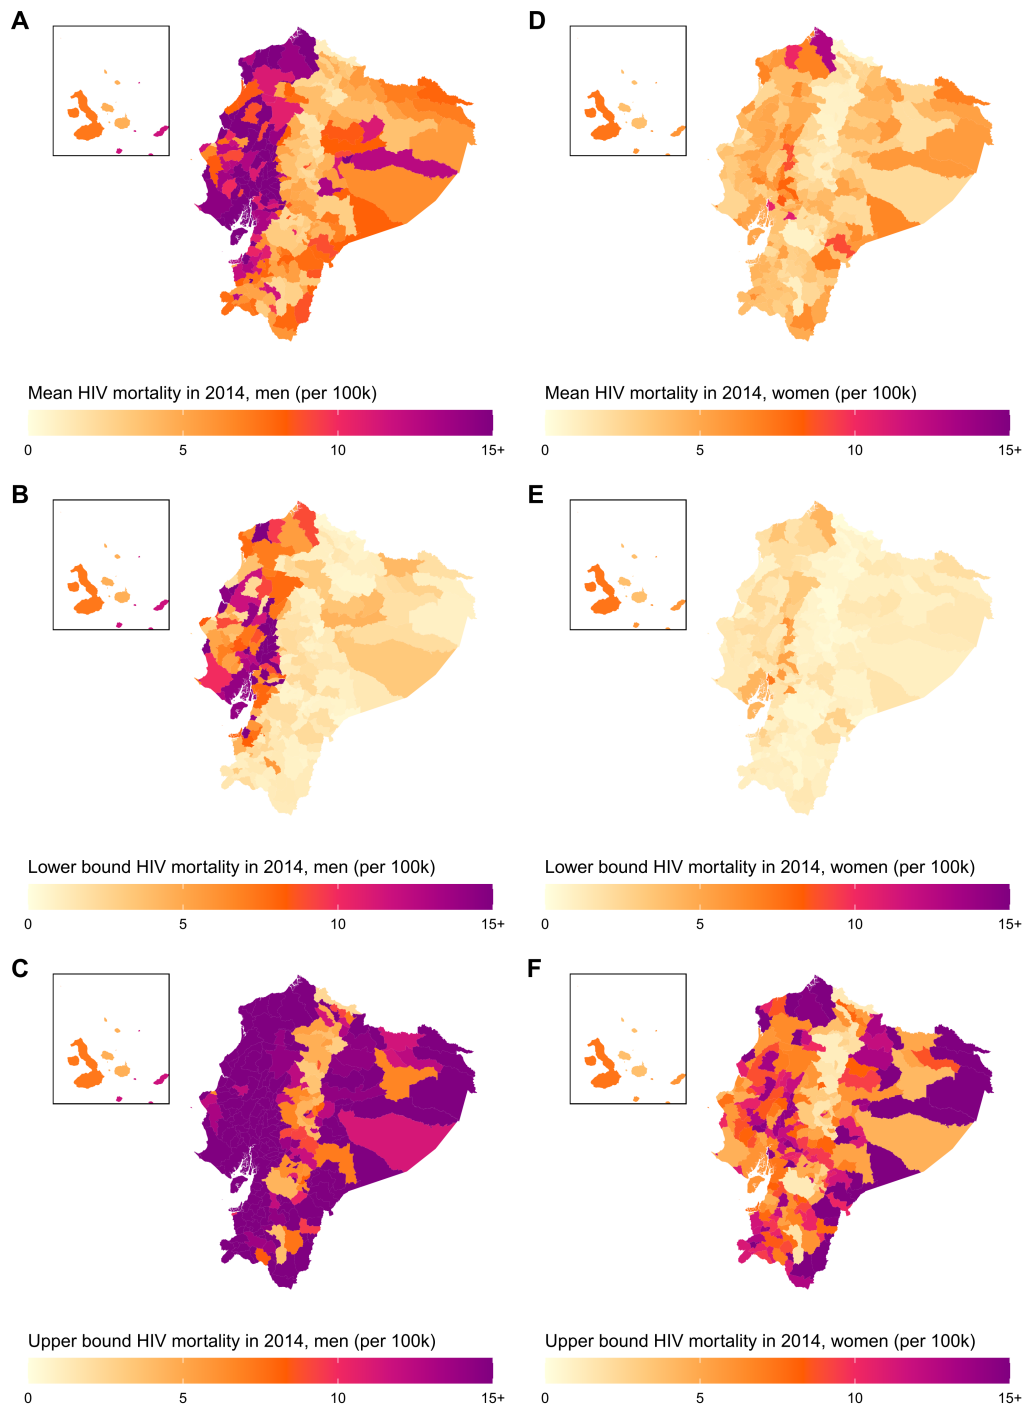 A
D
Mean HIV mortality in 2014, men (per 100k)
0 5 10 15+
Mean HIV mortality in 2014, women (per 100k)
0 5 10 15+
B
E
Lower bound HIV mortality in 2014, men (per 100k)
0 5 10 15+
Lower bound HIV mortality in 2014, women (per 100k)
0 5 10 15+
C
F
Upper bound HIV mortality in 2014, men (per 100k)
0 5 10 15+
Upper bound HIV mortality in 2014, women (per 100k)
0 5 10 15+